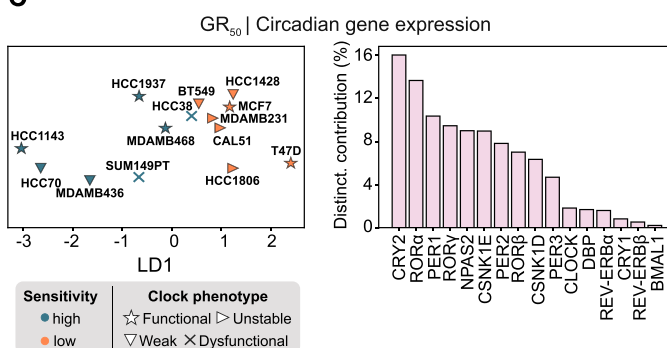 GR50 | Circadian gene expression
HCC1937
HCC1428
BT549
HCC38
MCF7
MDAMB231
HCC1143
MDAMB468
CAL51
T47D
SUM149PT
HCC70
HCC1806
MDAMB436
-3 -2 -1 0 1 2
LD1
Sensitivity
high
low
Clock phenotype
Functional Unstable
Weak Dysfunctional
Distinct. contribution (%)
16
12
8
4
0
CRY2
RORα
PER1
RORγ
NPAS2
CSNK1E
PER2
RORβ
CSNK1D
PER3
CLOCK
DBP
REV-ERBα
CRY1
REV-ERBβ
BMAL1